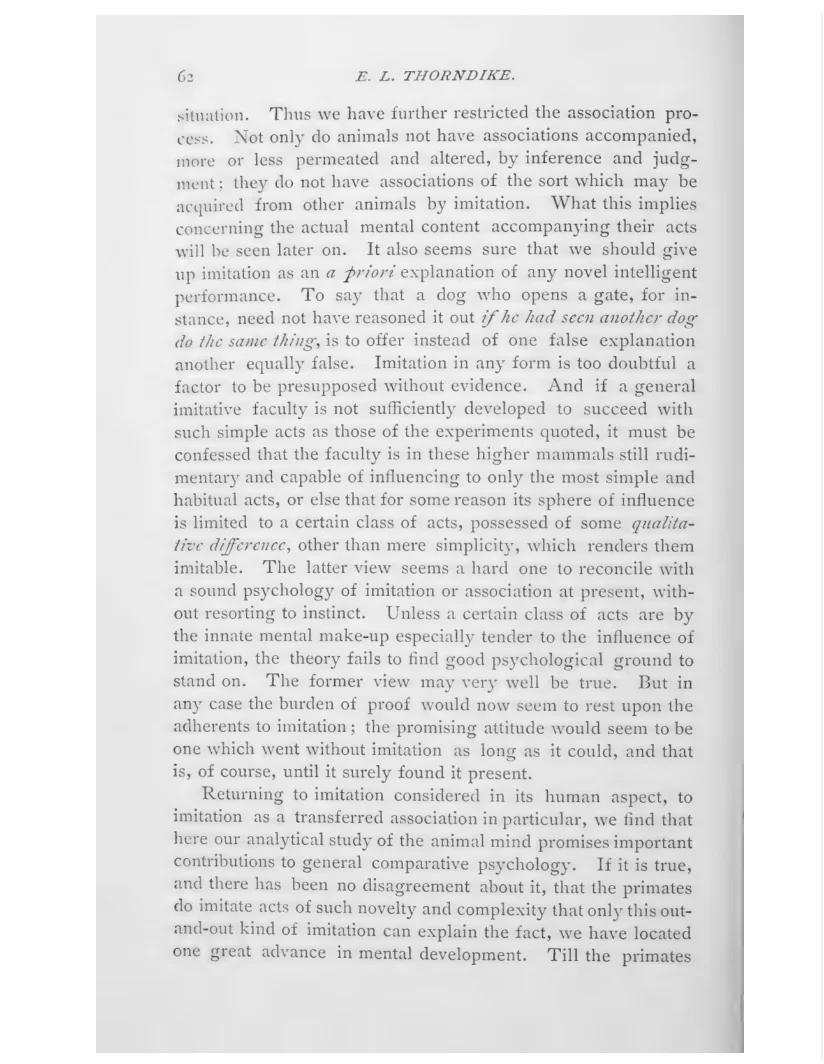 62 E. L. THORNDIKE.
situation. Thus we have further restricted the association pro-
cess. Not only do animals not have associations accompanied,
more or less permeated and altered, by inference and judg-
ment; they do not have associations of the sort which may be
acquired from other animals by imitation. What this implies
concerning the actual mental content accompanying their acts
will be seen later on. It also seems sure that we should give
up imitation as an a priori explanation of any novel intelligent
performance. To say that a dog who opens a gate, for in-
stance, need not have reasoned it out if he had seen another dog
do the same thing, is to offer instead of one false explanation
another equally false. Imitation in any form is too doubtful a
factor to be presupposed without evidence. And if a general
imitative faculty is not sufficiently developed to succeed with
such simple acts as those of the experiments quoted, it must be
confessed that the faculty is in these higher mammals still rudi-
mentary and capable of influencing to only the most simple and
habitual acts, or else that for some reason its sphere of influence
is limited to a certain class of acts, possessed of some qualita-
tive difference, other than mere simplicity, which renders them
imitable. The latter view seems a hard one to reconcile with
a sound psychology of imitation or association at present, with-
out resorting to instinct. Unless a certain class of acts are by
the innate mental make-up especially tender to the influence of
imitation, the theory fails to find good psychological ground to
stand on. The former view may very well be true. But in
any case the burden of proof would now seem to rest upon the
adherents to imitation; the promising attitude would seem to be
one which went without imitation as long as it could, and that
is, of course, until it surely found it present.
Returning to imitation considered in its human aspect, to
imitation as a transferred association in particular, we find that
here our analytical study of the animal mind promises important
contributions to general comparative psychology. If it is true,
and there has been no disagreement about it, that the primates
do imitate acts of such novelty and complexity that only this out-
and-out kind of imitation can explain the fact, we have located
one great advance in mental development. Till the primates